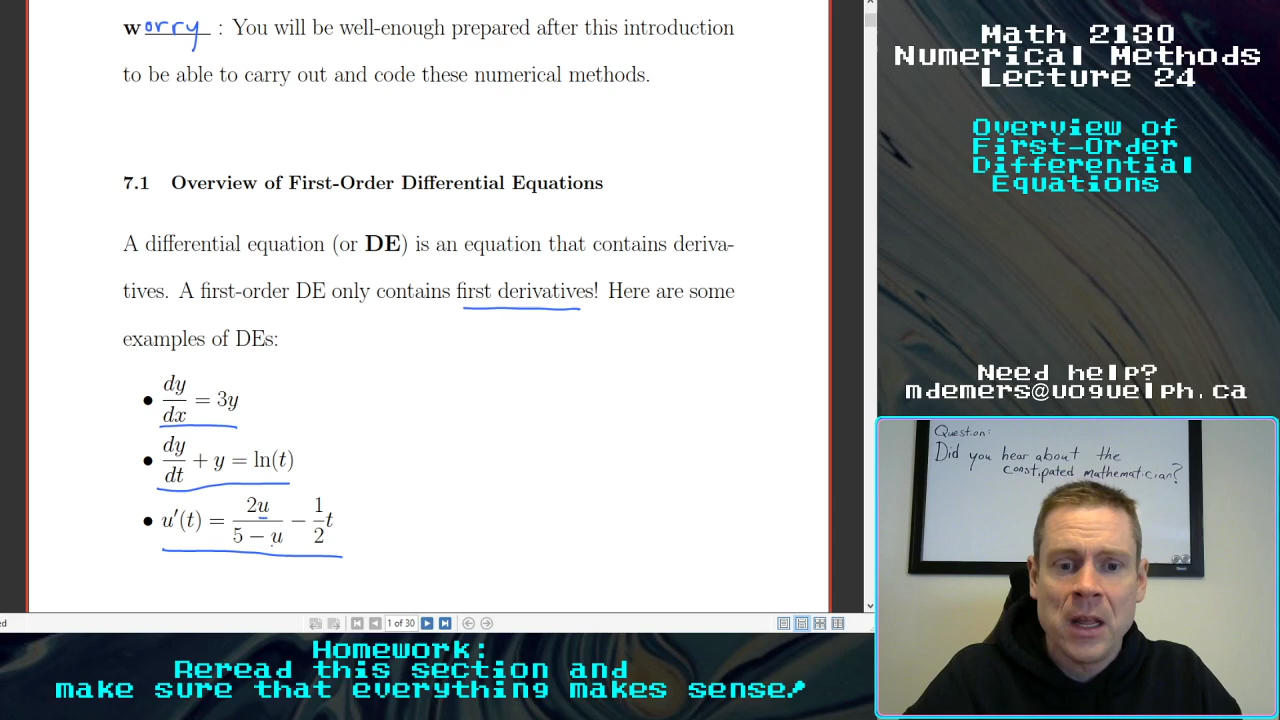 worry : You will be well-enough prepared after this introduction
to be able to carry out and code these numerical methods.
7.1 Overview of First-Order Differential Equations
A differential equation (or DE) is an equation that contains deriva-
tives. A first-order DE only contains first derivatives! Here are some
examples of DEs:
• dy/dx = 3y
• dy/dt + y = ln(t)
• u′(t) = 2u/(5 − u) − 1/2 t
1 of 30
Homework:
Reread this section and
make sure that everything makes sense!
Math 2130
Numerical Methods
Lecture 24
Overview of
First-Order
Differential
Equations
Need help?
mdemers@uoguelph.ca
Question:
Did you hear about the
constipated mathematician?